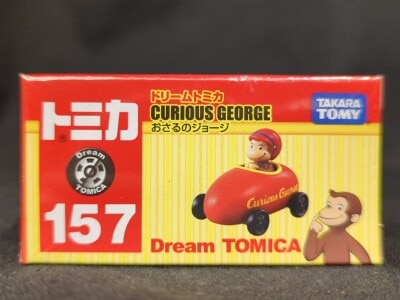 トミカ
®
Dream
TOMICA
157
ドリームトミカ
CURIOUS GEORGE
おさるのジョージ
TAKARA
TOMY
Curious George
Dream TOMICA